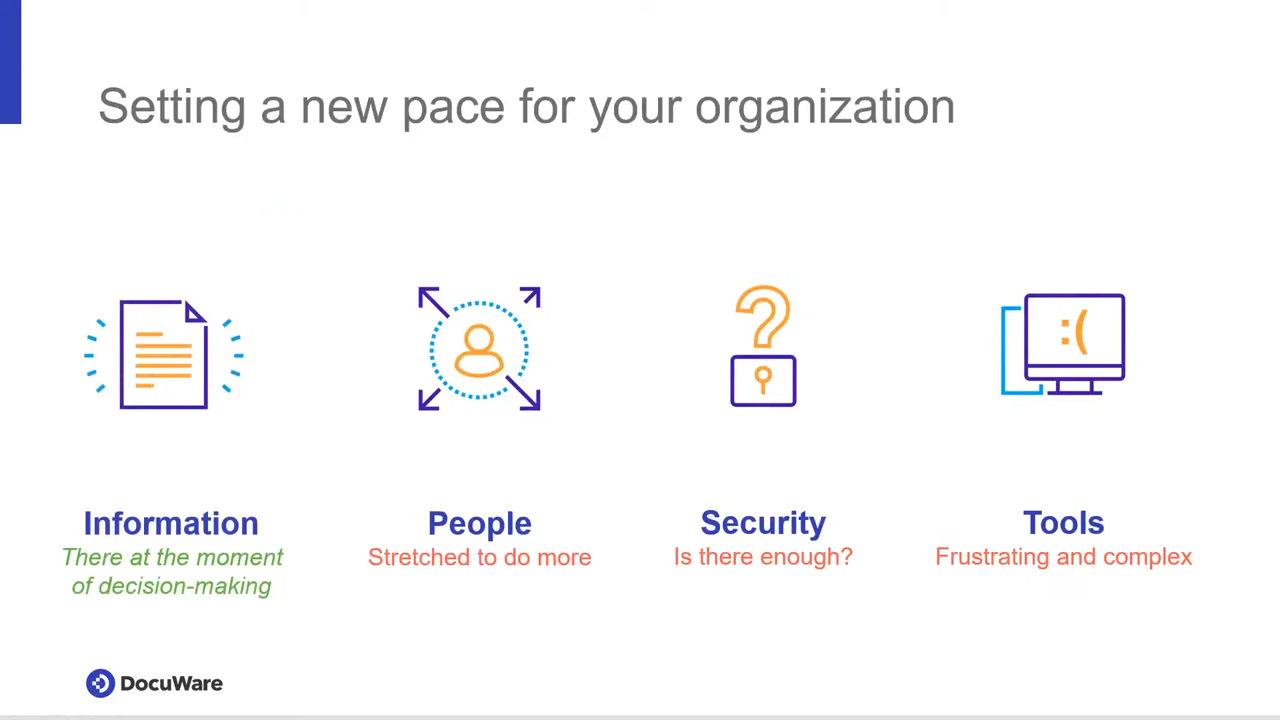 Setting a new pace for your organization
:(
Information
There at the moment
of decision-making
People
Stretched to do more
Security
Is there enough?
Tools
Frustrating and complex
DocuWare